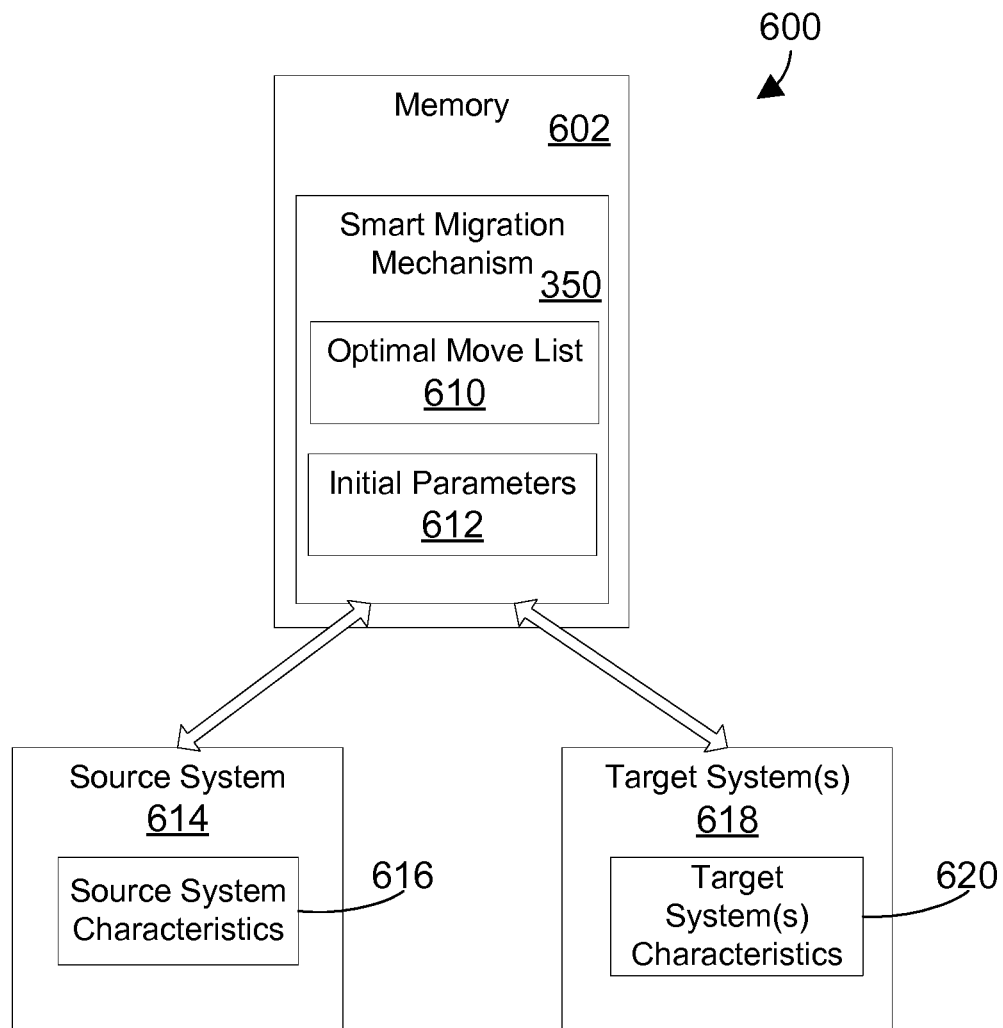 600
Memory
602
Smart Migration
Mechanism
350
Optimal Move List
610
Initial Parameters
612
Source System
614
Source System
Characteristics
616
Target System(s)
618
Target
System(s)
Characteristics
620